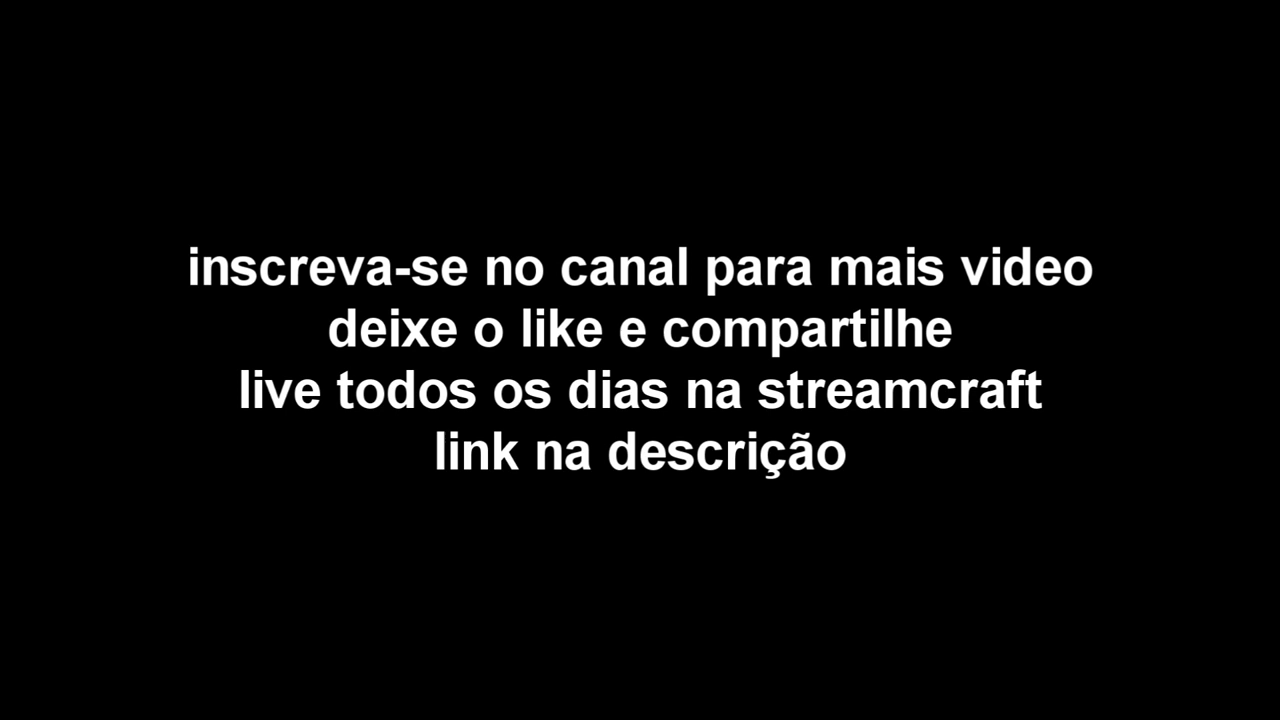 inscreva-se no canal para mais video
deixe o like e compartilhe
live todos os dias na streamcraft
link na descrição